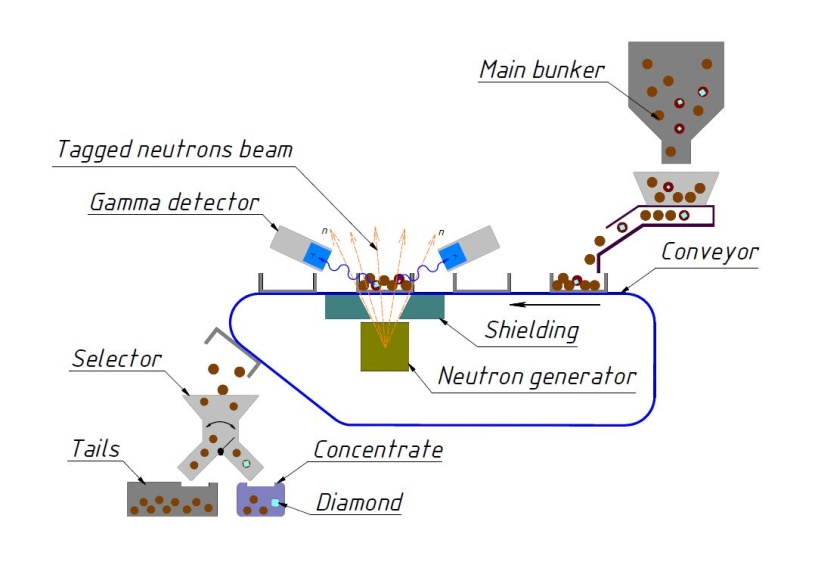 Main bunker
Tagged neutrons beam
Gamma detector
n
n
Conveyor
Shielding
Selector
Neutron generator
Tails
Concentrate
Diamond